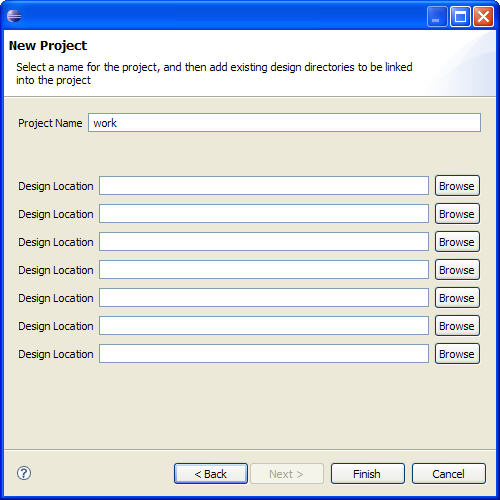 New Project
Select a name for the project, and then add existing design directories to be linked
into the project
Project Name work
Design Location Browse
Design Location Browse
Design Location Browse
Design Location Browse
Design Location Browse
Design Location Browse
Design Location Browse
? < Back Next > Finish Cancel